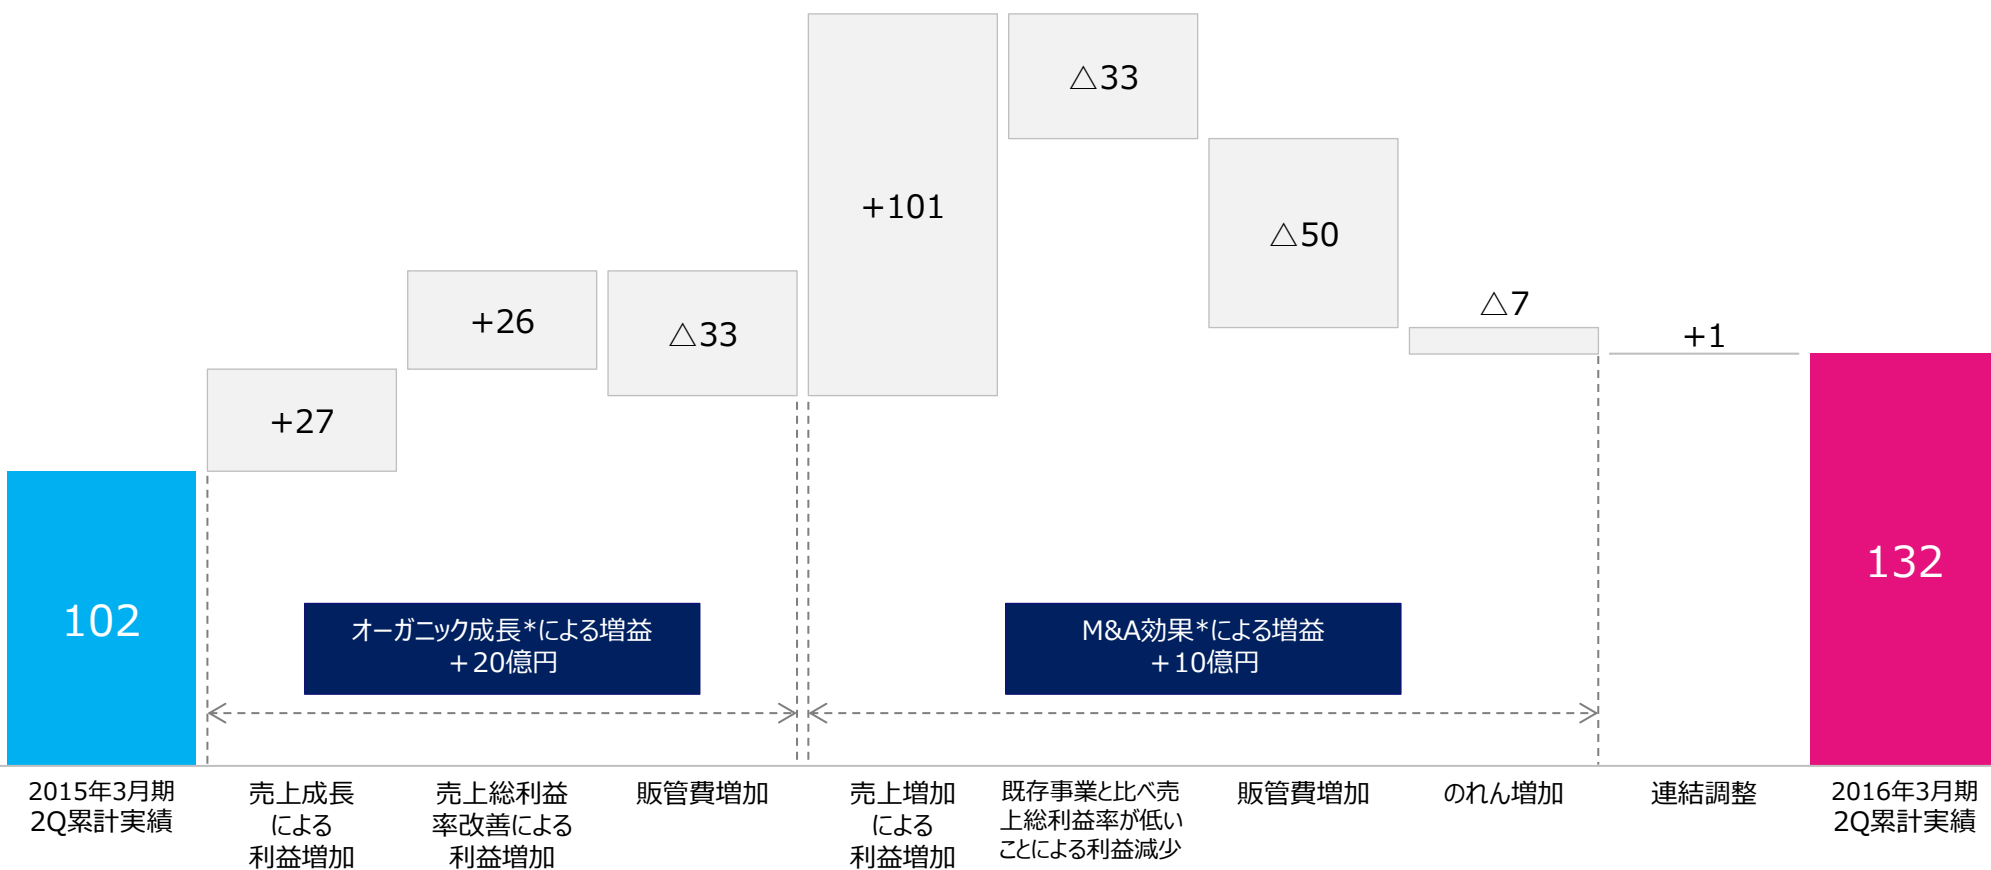 △33
+101
△50
△7
+26
△33
+1
+27
132
102
オーガニック成長*による増益
+20億円
M&A効果*による増益
+10億円
2015年3月期
2Q累計実績
売上成長
による
利益増加
売上総利益
率改善による
利益増加
販管費増加
売上増加
による
利益増加
既存事業と比べ売
上総利益率が低い
ことによる利益減少
販管費増加
のれん増加
連結調整
2016年3月期
2Q累計実績